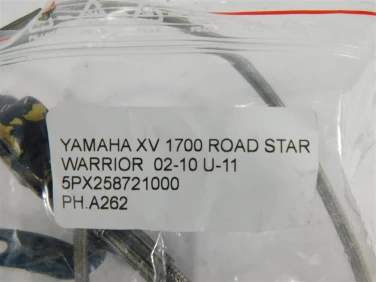 YAMAHA XV 1700 ROAD STAR
WARRIOR 02-10 U-11
5PX258721000
PH.A262